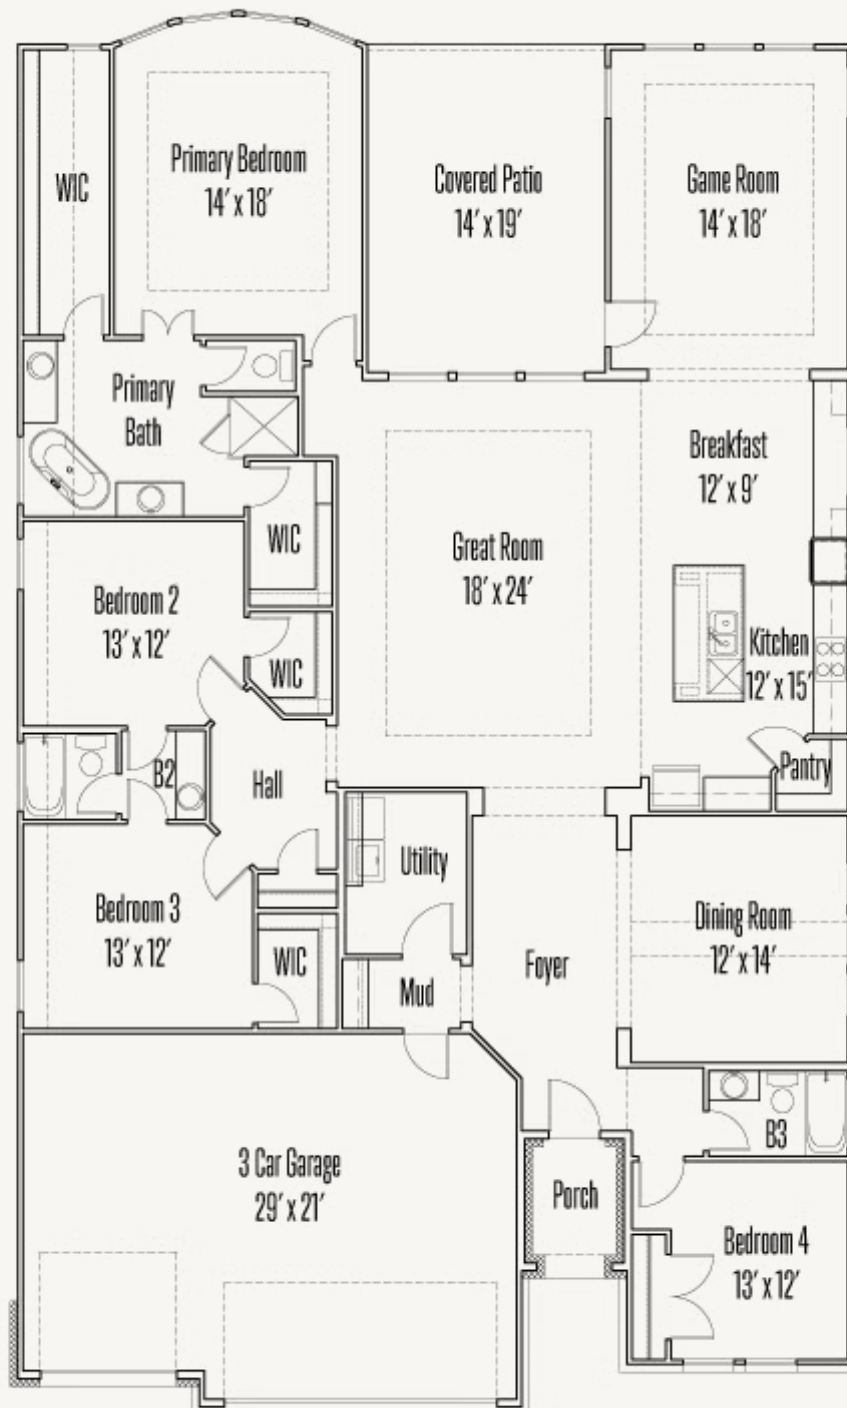 WIC
Primary Bedroom
14′ x 18′
Covered Patio
14′ x 19′
Game Room
14′ x 18′
Primary
Bath
Breakfast
12′ x 9′
WIC
Great Room
18′ x 24′
Bedroom 2
13′ x 12′
WIC
Kitchen
12′ x 15′
B2
Hall
Pantry
Utility
Bedroom 3
13′ x 12′
WIC
Mud
Foyer
Dining Room
12′ x 14′
B3
3 Car Garage
29′ x 21′
Porch
Bedroom 4
13′ x 12′